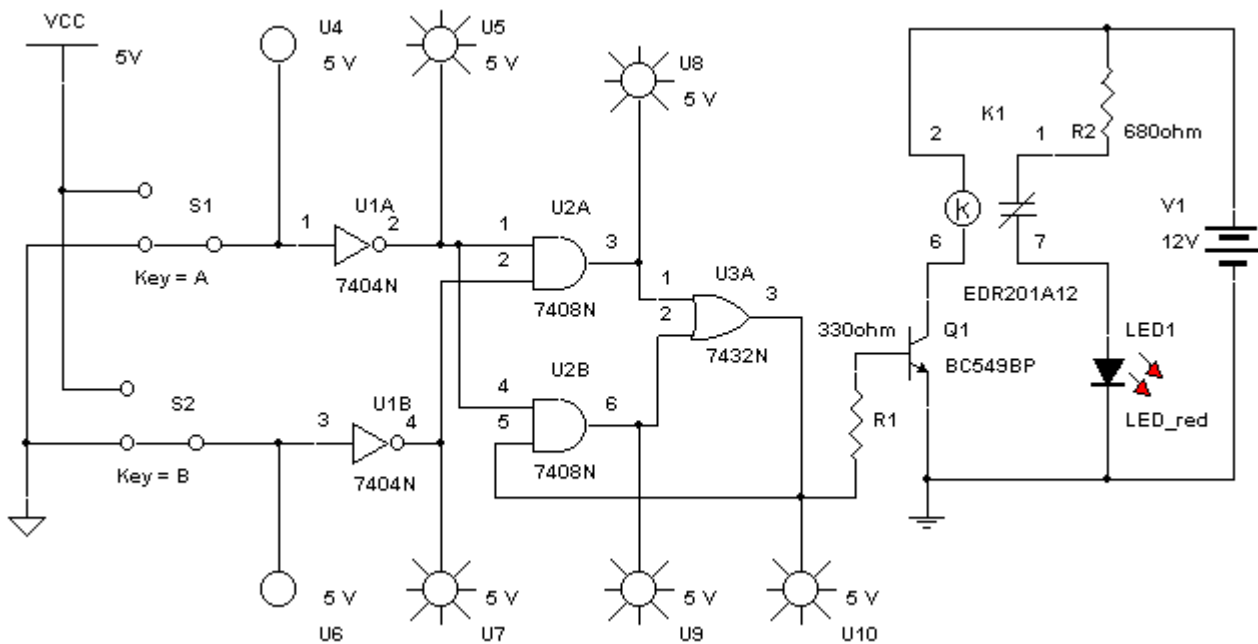 VCC
5V
U4
5 V
U5
5 V
U8
5 V
S1
Key = A
1
U1A
2
7404N
1
2
U2A
3
7408N
1
2
U3A
3
7432N
S2
Key = B
3
U1B
4
7404N
4
5
U2B
6
7408N
5 V
U6
5 V
U7
5 V
U9
5 V
U10
330ohm
R1
Q1
BC549BP
2
K1
1
R2
680ohm
K
6
7
EDR201A12
V1
12V
LED1
LED_red